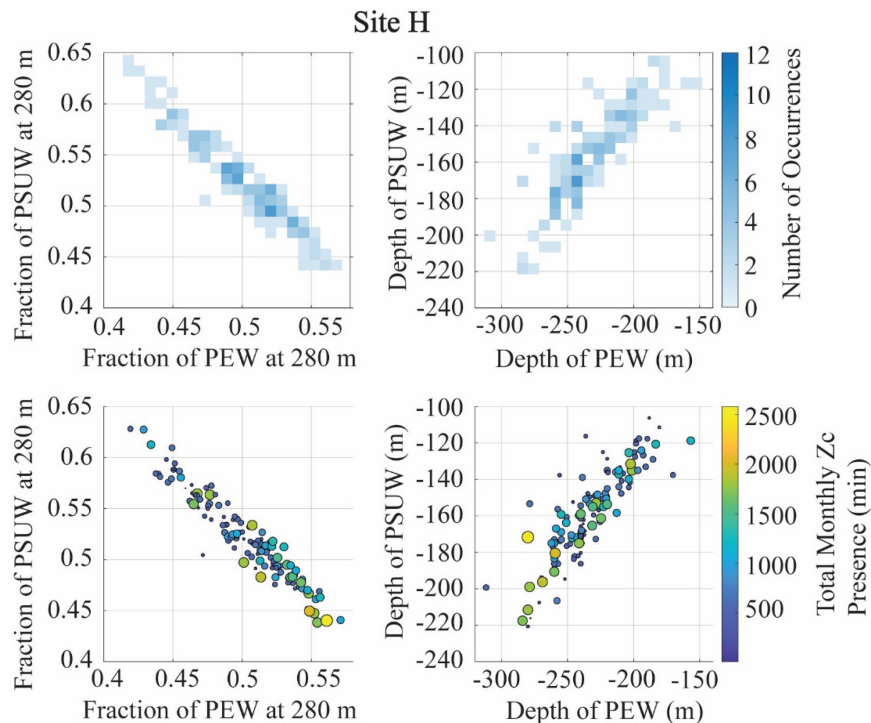 Site H
Fraction of PSUW at 280 m
0.65
0.6
0.55
0.5
0.45
0.4
0.4 0.45 0.5 0.55
Fraction of PEW at 280 m
Depth of PSUW (m)
-100
-120
-140
-160
-180
-200
-220
-240
-300 -250 -200 -150
Depth of PEW (m)
12
10
8
6
4
2
0
Number of Occurrences
Fraction of PSUW at 280 m
0.65
0.6
0.55
0.5
0.45
0.4
0.4 0.45 0.5 0.55
Fraction of PEW at 280 m
Depth of PSUW (m)
-100
-120
-140
-160
-180
-200
-220
-240
-300 -250 -200 -150
Depth of PEW (m)
2500
2000
1500
1000
500
Total Monthly Zc
Presence (min)